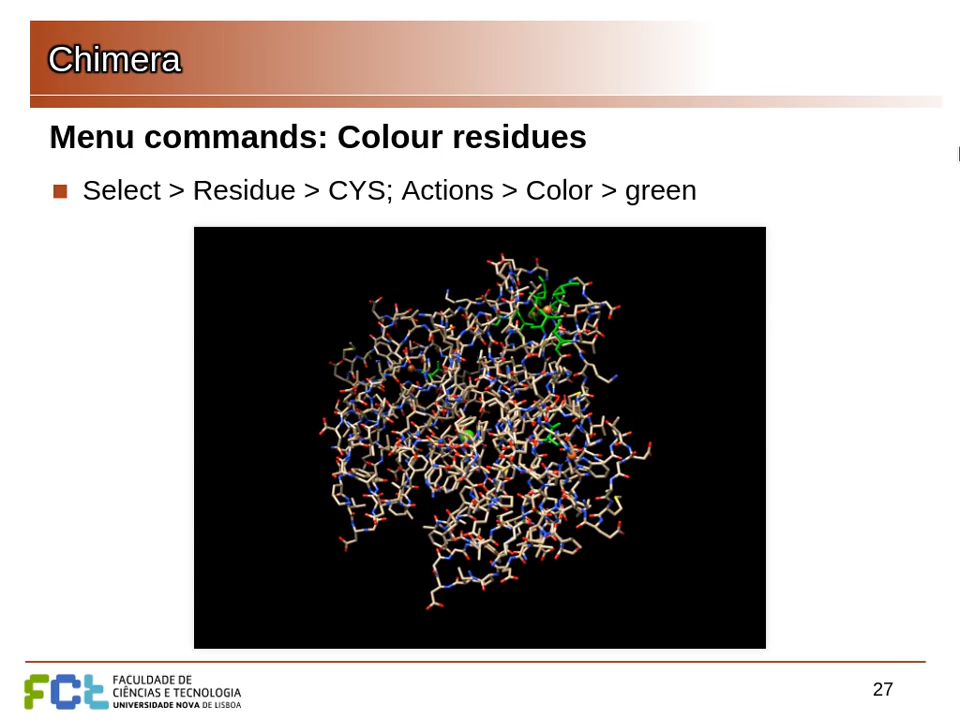 Chimera
Menu commands: Colour residues
Select > Residue > CYS; Actions > Color > green
FCt
FACULDADE DE
CIÊNCIAS E TECNOLOGIA
UNIVERSIDADE NOVA DE LISBOA
27